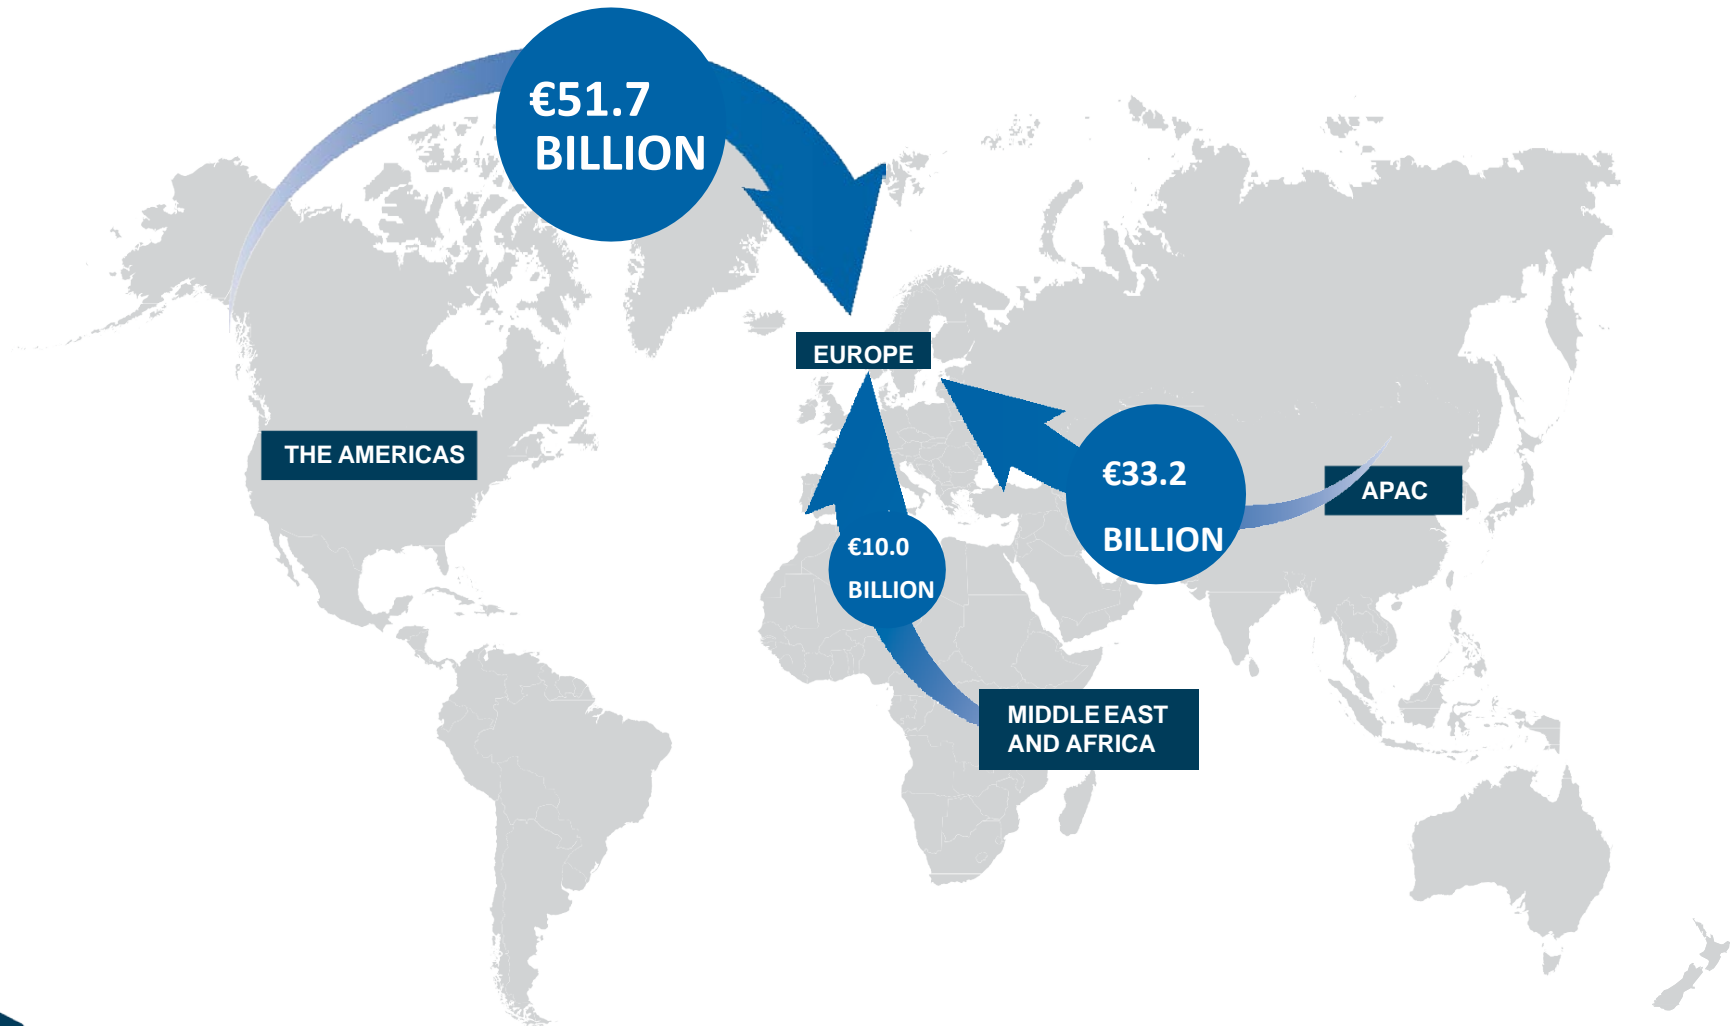 €51.7
BILLION
EUROPE
THE AMERICAS
€33.2
BILLION
APAC
€10.0
BILLION
MIDDLE EAST
AND AFRICA